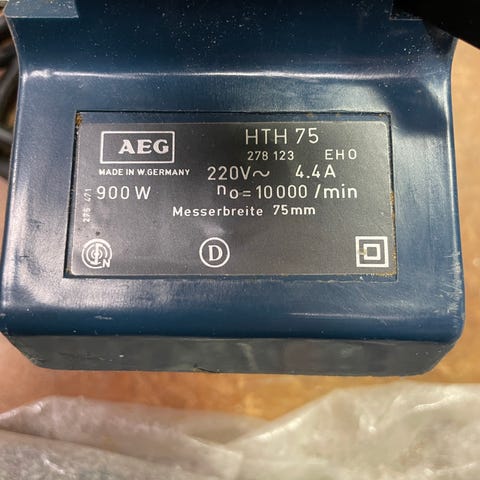 AEG
HTH 75
278 123 EHO
MADE IN W.GERMANY
220V~ 4.4A
900 W
n₀=10000 /min
Messerbreite 75mm
N
D